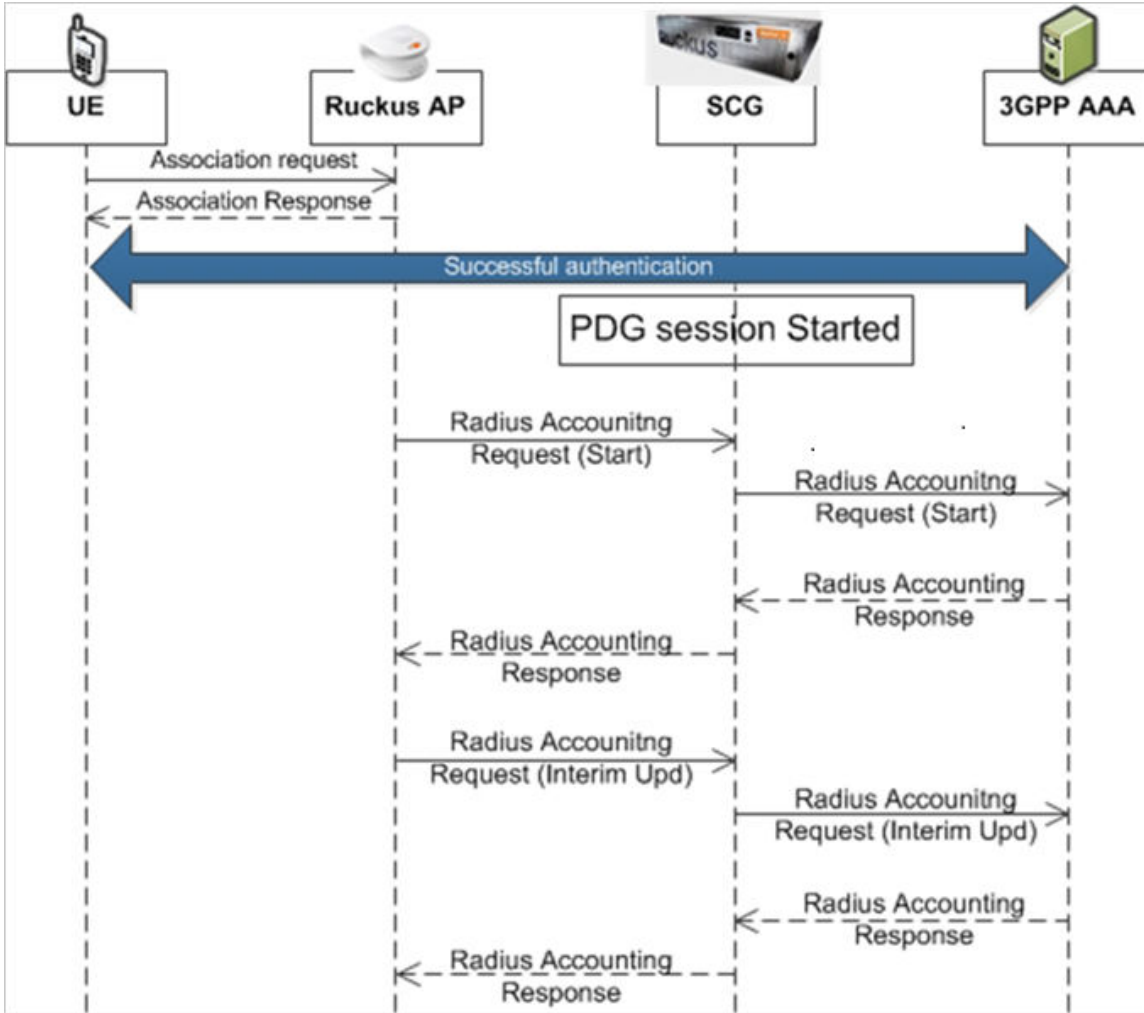 RUCKUS
UE
Ruckus AP
SCG
3GPP AAA
Association request
Association Response
Successful authentication
PDG session Started
Radius Accounitng
Request (Start)
Radius Accounitng
Request (Start)
Radius Accounting
Response
Radius Accounting
Response
Radius Accounitng
Request (Interim Upd)
Radius Accounitng
Request (Interim Upd)
Radius Accounting
Response
Radius Accounting
Response